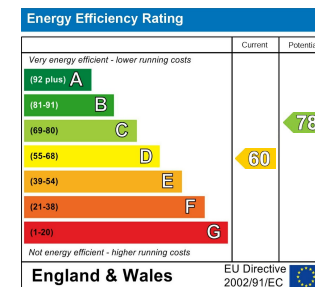 Energy Efficiency Rating
Current Potentia
Very energy efficient - lower running costs
(92 plus) A
(81-91) B
(69-80) C
(55-68) D
(39-54) E
(21-38) F
(1-20) G
60
78
Not energy efficient - higher running costs
England & Wales
EU Directive
2002/91/EC